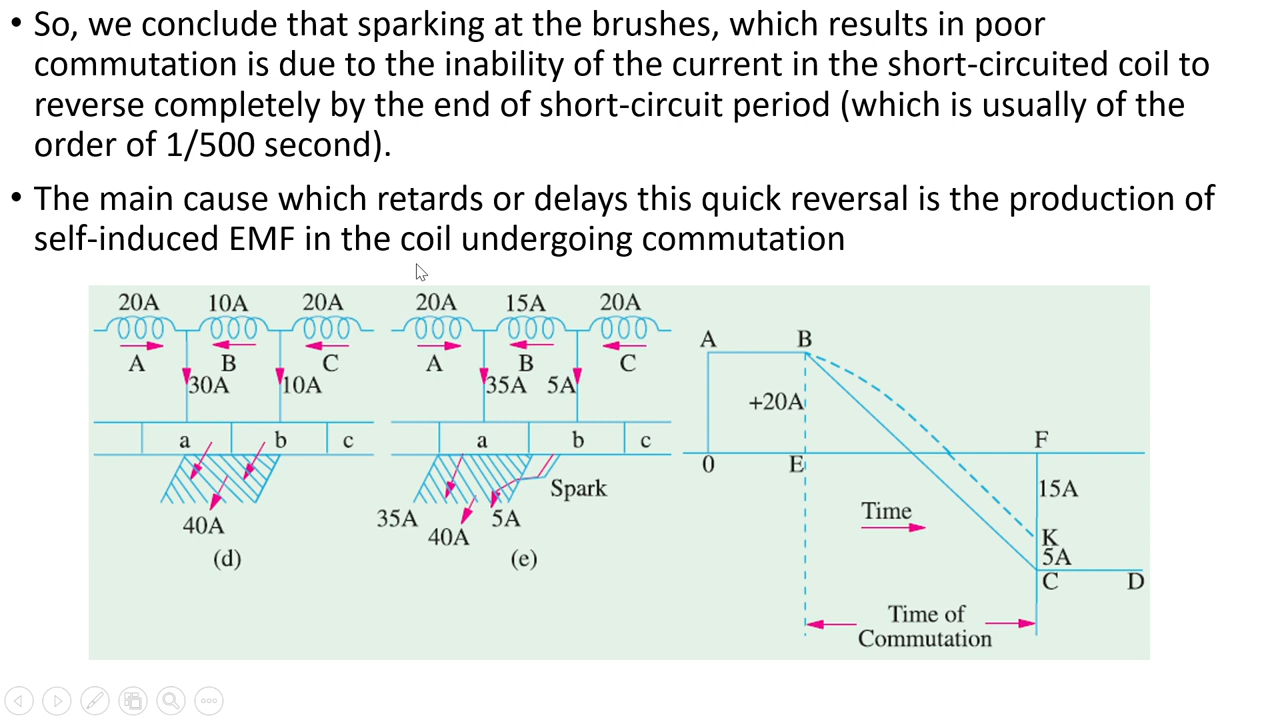 • So, we conclude that sparking at the brushes, which results in poor
commutation is due to the inability of the current in the short-circuited coil to
reverse completely by the end of short-circuit period (which is usually of the
order of 1/500 second).
• The main cause which retards or delays this quick reversal is the production of
self-induced EMF in the coil undergoing commutation
20A 10A 20A
A B C
30A 10A
a b c
40A
(d)
20A 15A 20A
A B C
35A 5A
a b c
Spark
35A 5A
40A
(e)
A B
+20A
F
0 E
15A
Time
K
5A
C D
Time of
Commutation